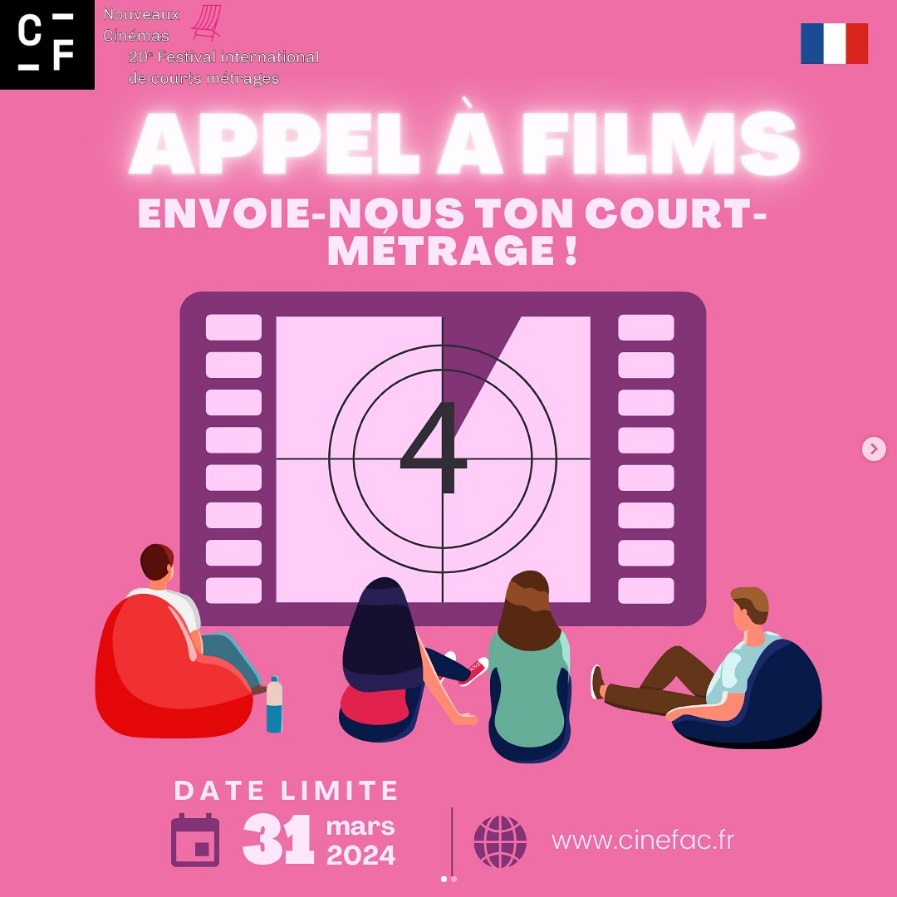 C F
Nouveaux
Cinémas
20e Festival international
de courts métrages
APPEL À FILMS
ENVOIE-NOUS TON COURT-
MÉTRAGE !
4
DATE LIMITE
31 mars
2024
www.cinefac.fr